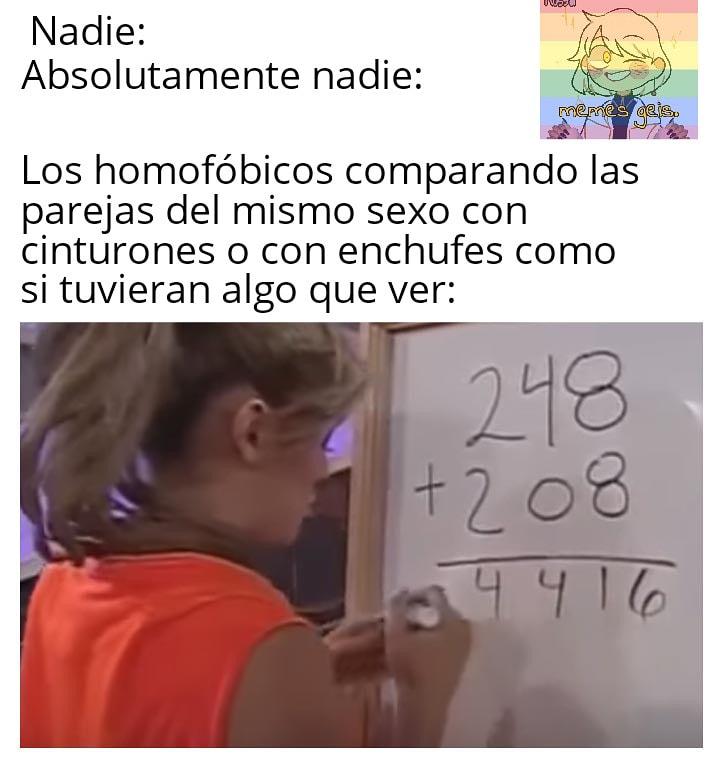 Nadie:
Absolutamente nadie:
memes geis.
Los homofóbicos comparando las
parejas del mismo sexo con
cinturones o con enchufes como
si tuvieran algo que ver:
248
+208
4416